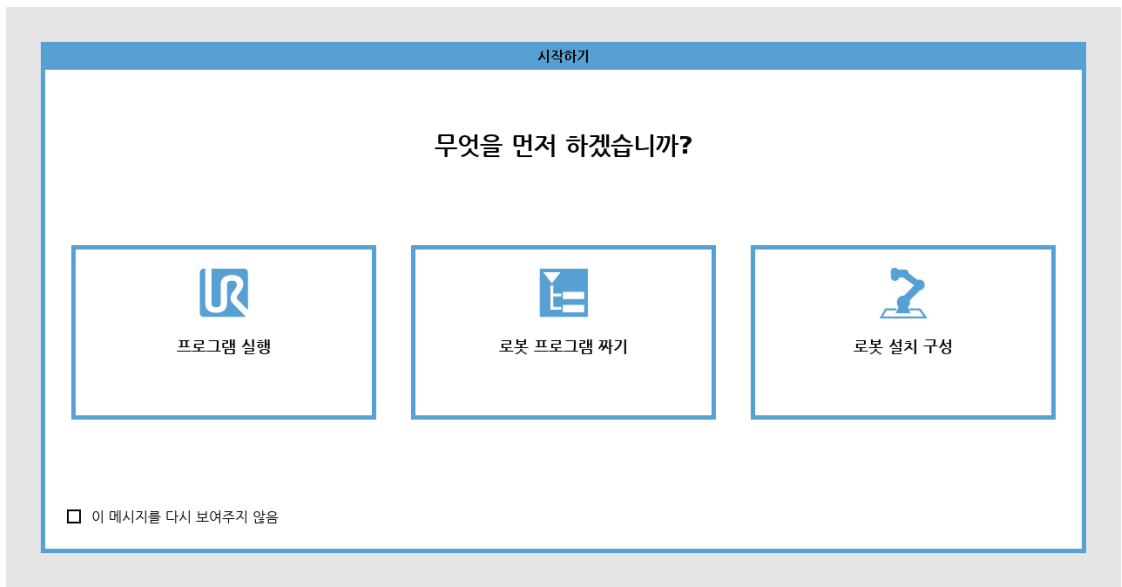 시작하기
무엇을 먼저 하겠습니까?
프로그램 실행
로봇 프로그램 짜기
로봇 설치 구성
이 메시지를 다시 보여주지 않음